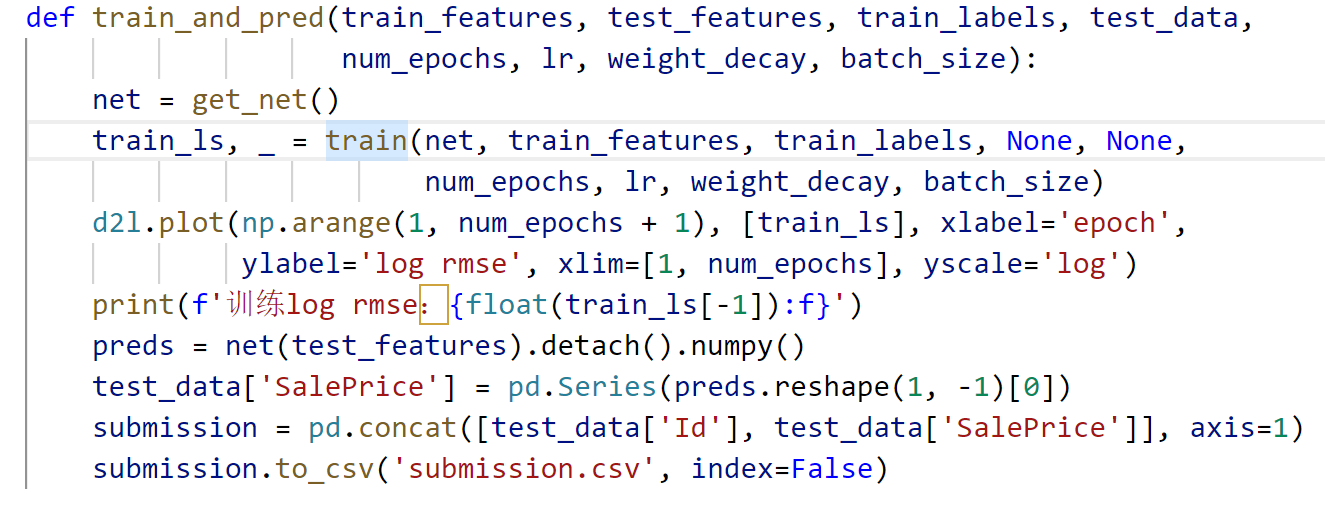 def train_and_pred(train_features, test_features, train_labels, test_data,
num_epochs, lr, weight_decay, batch_size):
net = get_net()
train_ls, _ = train(net, train_features, train_labels, None, None,
num_epochs, lr, weight_decay, batch_size)
d2l.plot(np.arange(1, num_epochs + 1), [train_ls], xlabel='epoch',
ylabel='log rmse', xlim=[1, num_epochs], yscale='log')
print(f'训练log rmse：{float(train_ls[-1]):f}')
preds = net(test_features).detach().numpy()
test_data['SalePrice'] = pd.Series(preds.reshape(1, -1)[0])
submission = pd.concat([test_data['Id'], test_data['SalePrice']], axis=1)
submission.to_csv('submission.csv', index=False)